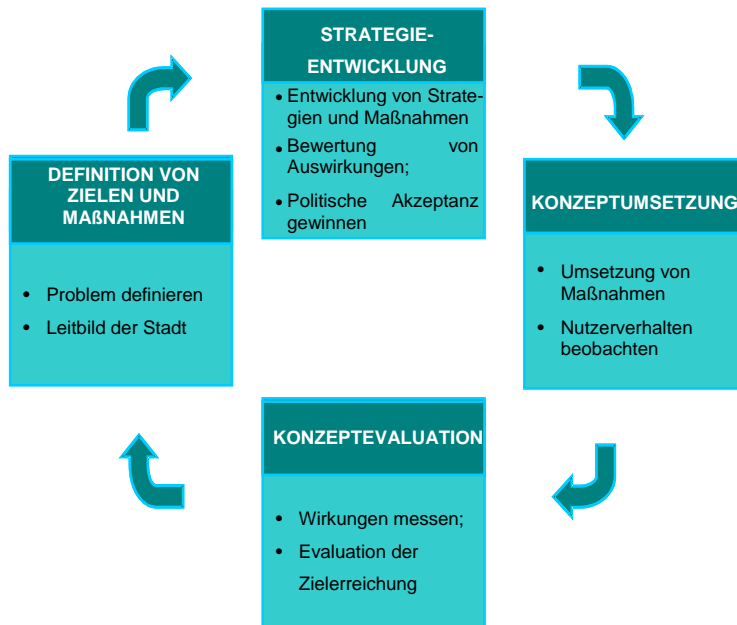 STRATEGIE-
ENTWICKLUNG
• Entwicklung von Strate-
gien und Maßnahmen
• Bewertung von
Auswirkungen;
• Politische Akzeptanz
gewinnen
DEFINITION VON
ZIELEN UND
MAßNAHMEN
• Problem definieren
• Leitbild der Stadt
KONZEPTUMSETZUNG
• Umsetzung von
Maßnahmen
• Nutzerverhalten
beobachten
KONZEPTEVALUATION
• Wirkungen messen;
• Evaluation der
Zielerreichung